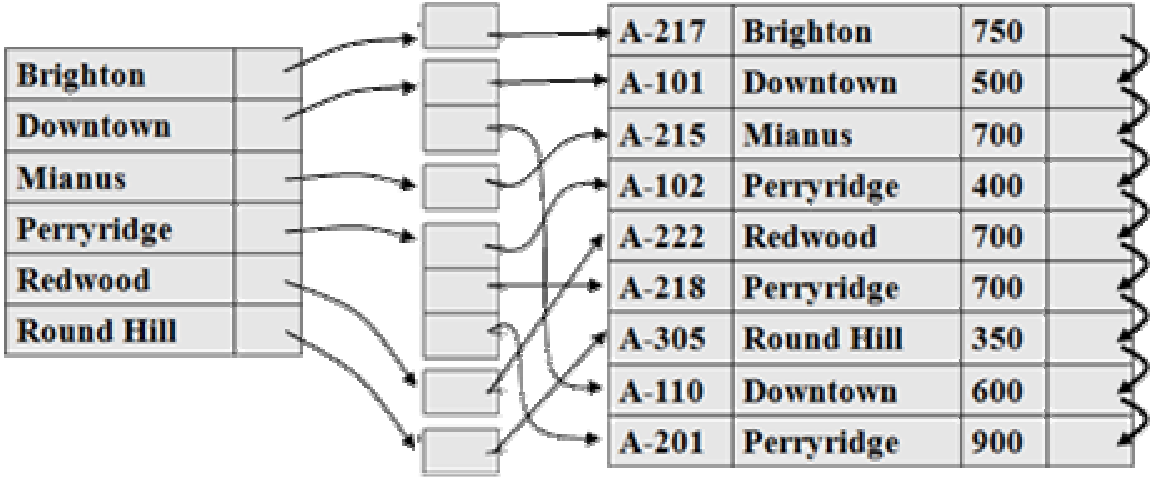 Brighton
Downtown
Mianus
Perryridge
Redwood
Round Hill
A-217 Brighton 750
A-101 Downtown 500
A-215 Mianus 700
A-102 Perryridge 400
A-222 Redwood 700
A-218 Perryridge 700
A-305 Round Hill 350
A-110 Downtown 600
A-201 Perryridge 900